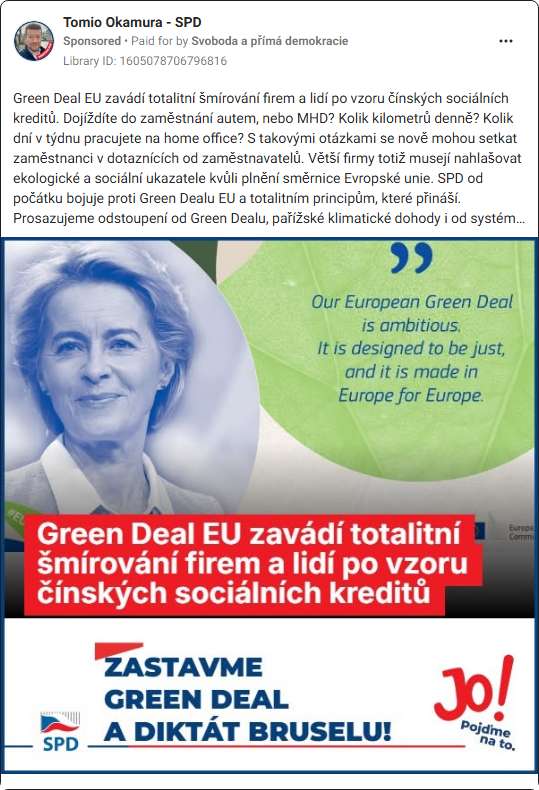 Tomio Okamura - SPD
Sponsored • Paid for by Svoboda a přímá demokracie
Library ID: 1605078706796816
Green Deal EU zavádí totalitní šmírování firem a lidí po vzoru čínských sociálních
kreditů. Dojíždíte do zaměstnání autem, nebo MHD? Kolik kilometrů denně? Kolik
dní v týdnu pracujete na home office? S takovými otázkami se nově mohou setkat
zaměstnanci v dotaznících od zaměstnavatelů. Větší firmy totiž musejí nahlašovat
ekologické a sociální ukazatele kvůli plnění směrnice Evropské unie. SPD od
počátku bojuje proti Green Dealu EU a totalitním principům, které přináší.
Prosazujeme odstoupení od Green Dealu, pařížské klimatické dohody i od systém…
”
Our European Green Deal
is ambitious.
It is designed to be just,
and it is made in
Europe for Europe.
Green Deal EU zavádí totalitní
šmírování firem a lidí po vzoru
čínských sociálních kreditů
ZASTAVME
GREEN DEAL
A DIKTÁT BRUSELU!
SPD
Jo!
Pojďme
na to.